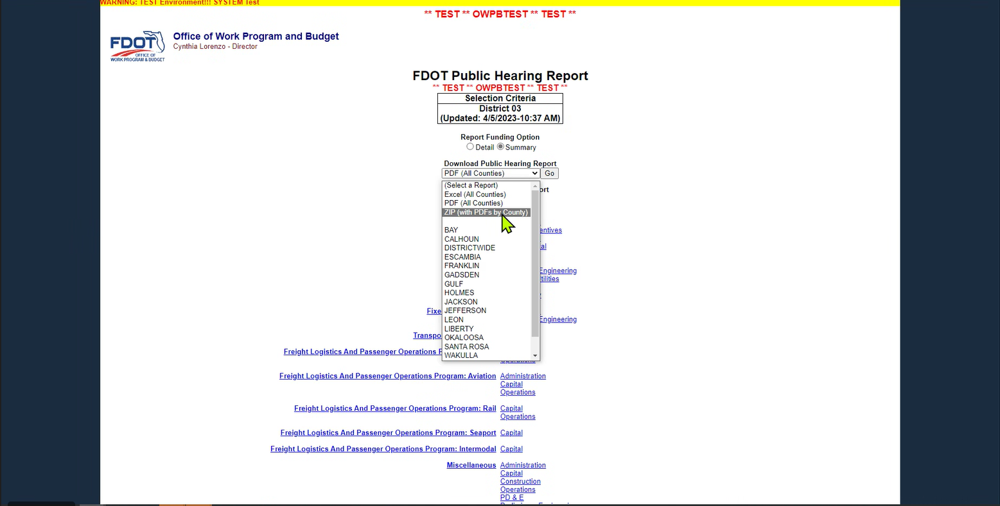 WARNING: TEST Environment!!! SYSTEM Test
** TEST ** OWPBTEST ** TEST **
FDOT
OFFICE OF
WORK PROGRAM & BUDGET
Office of Work Program and Budget
Cynthia Lorenzo - Director
FDOT Public Hearing Report
** TEST ** OWPBTEST ** TEST **
Selection Criteria
District 03
(Updated: 4/5/2023-10:37 AM)
Report Funding Option
Detail Summary
Download Public Hearing Report
PDF (All Counties) Go
(Select a Report)
Excel (All Counties)
PDF (All Counties)
ZIP (with PDFs by County)
BAY
CALHOUN
DISTRICTWIDE
ESCAMBIA
FRANKLIN
GADSDEN
GULF
HOLMES
JACKSON
JEFFERSON
LEON
LIBERTY
OKALOOSA
SANTA ROSA
WAKULLA
ort
entives
al
Engineering
tilities
Fixe
Engineering
Transpo
Freight Logistics And Passenger Operations
Operations
Freight Logistics And Passenger Operations Program: Aviation Administration
Capital
Operations
Freight Logistics And Passenger Operations Program: Rail Capital
Operations
Freight Logistics And Passenger Operations Program: Seaport Capital
Freight Logistics And Passenger Operations Program: Intermodal Capital
Miscellaneous Administration
Capital
Construction
Operations
PD & E